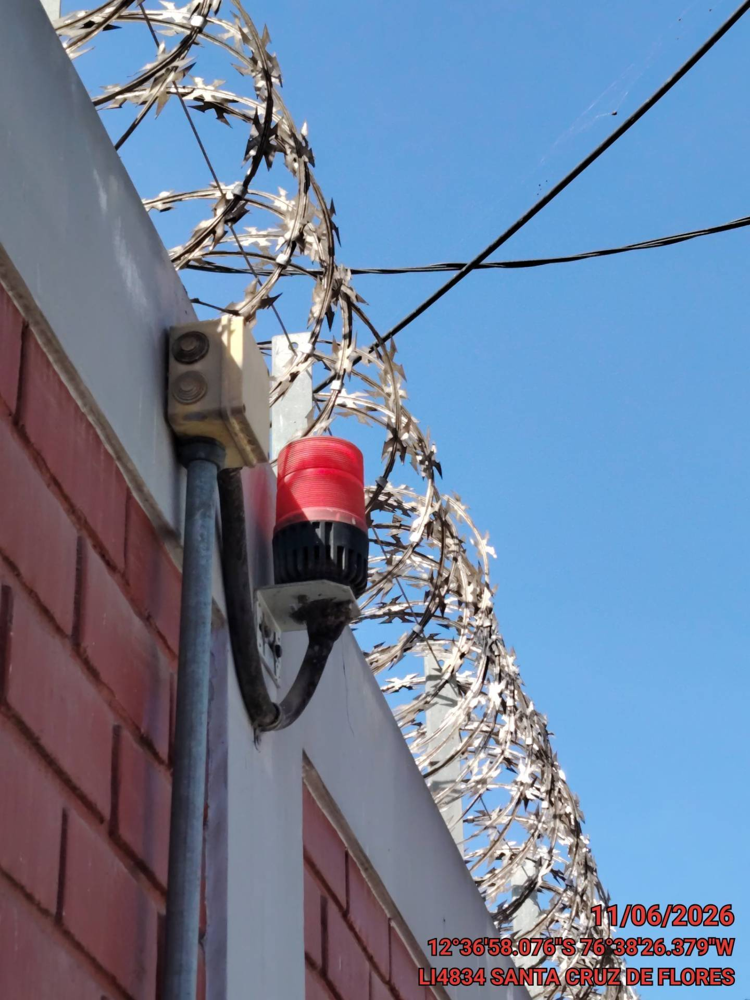 11/06/2026
12°36'58.076"S 76°38'26.379"W
LI4834 SANTA CRUZ DE FLORES